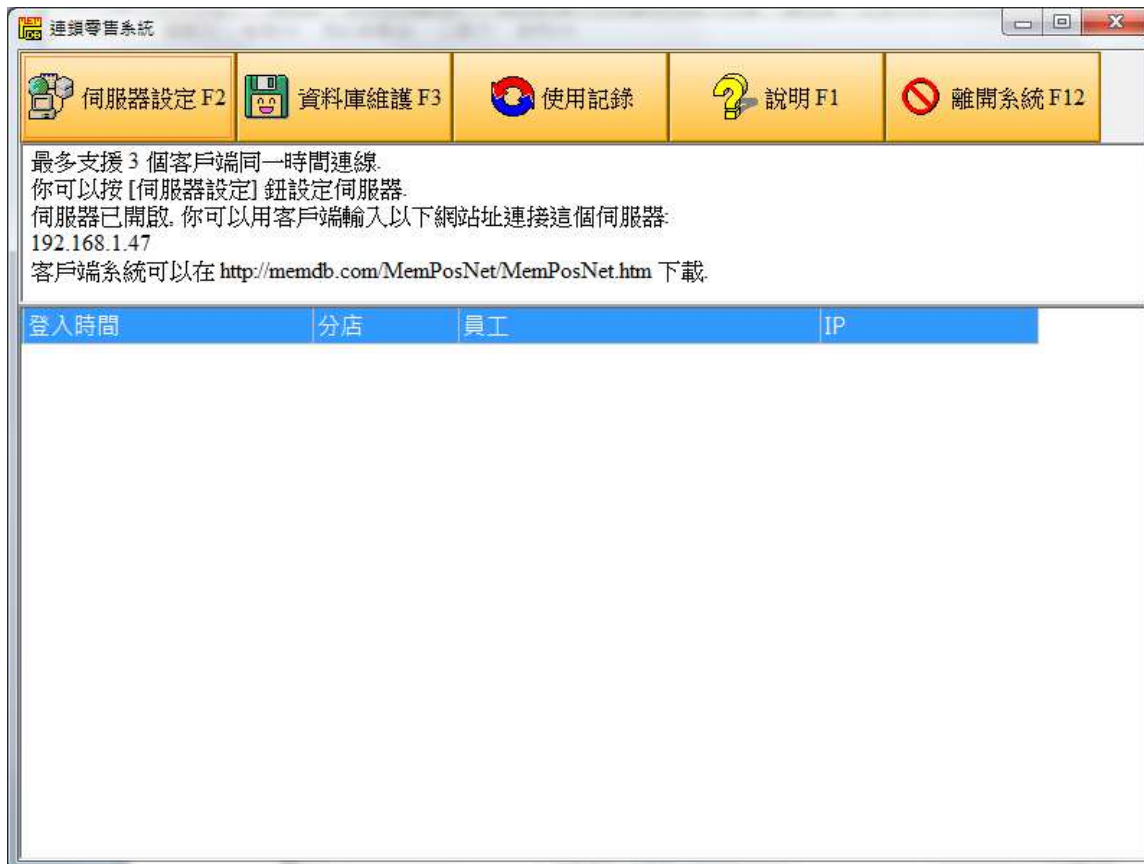 NET
DB
連鎖零售系統
伺服器設定 F2
資料庫維護 F3
使用記錄
說明 F1
離開系統 F12
最多支援 3 個客戶端同一時間連線.
你可以按 [伺服器設定] 鈕設定伺服器.
伺服器已開啟, 你可以用客戶端輸入以下網站址連接這個伺服器:
192.168.1.47
客戶端系統可以在 http://memdb.com/MemPosNet/MemPosNet.htm 下載.
登入時間 分店 員工 IP